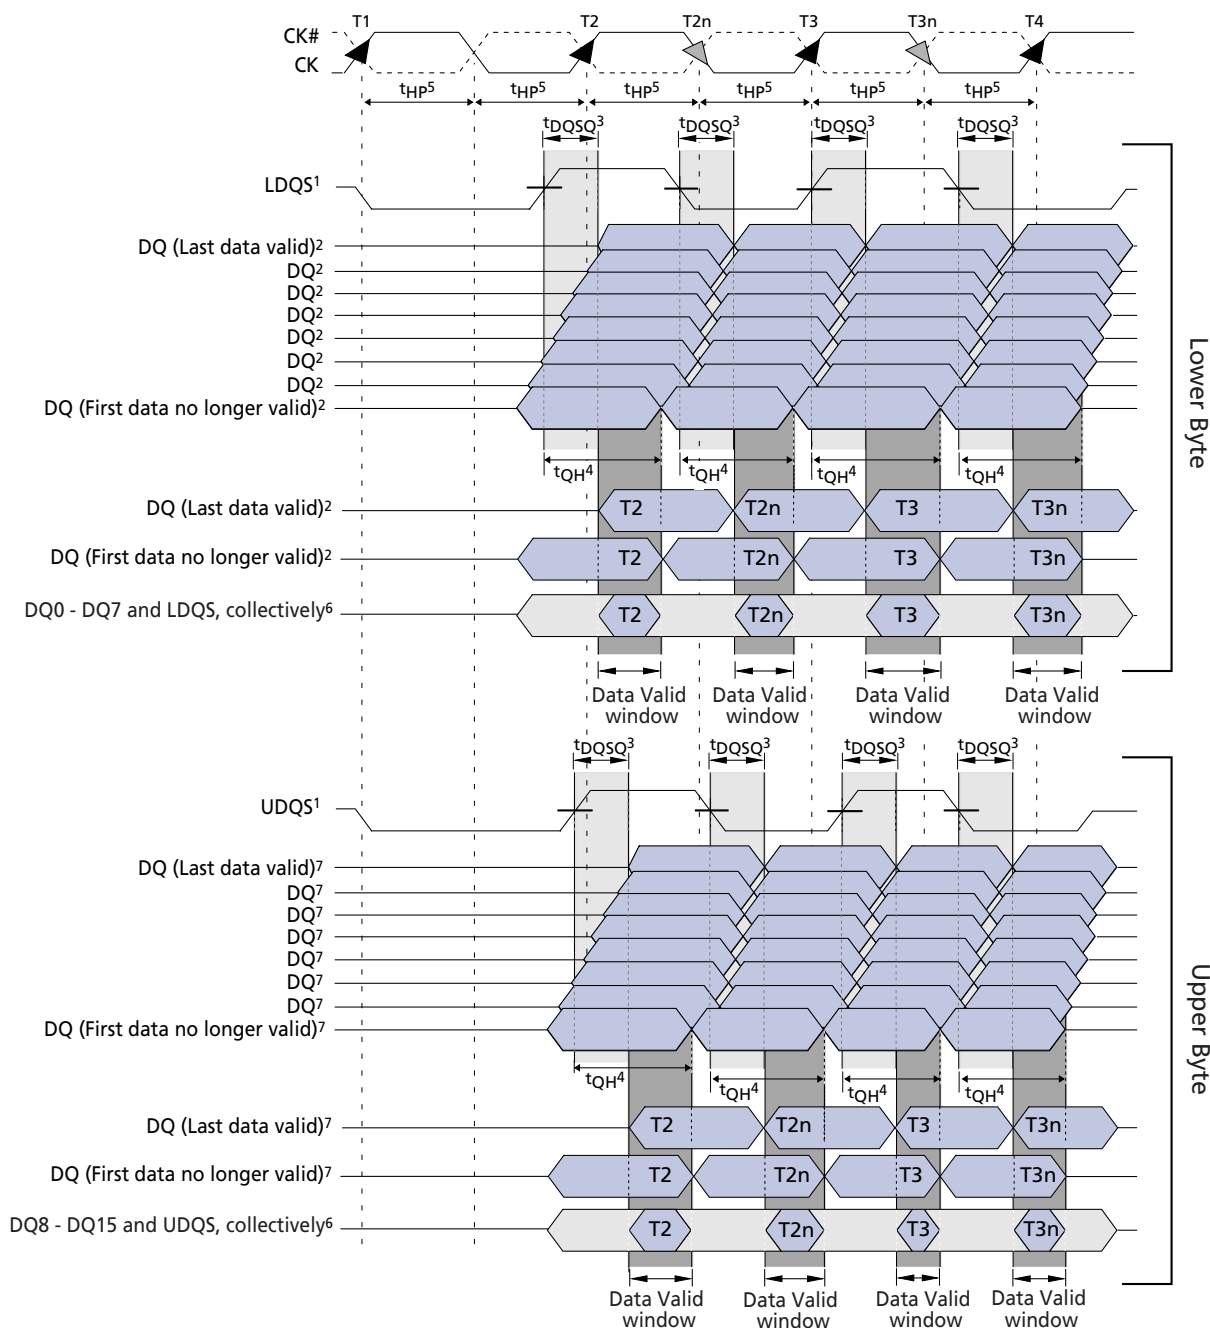 T1 T2 T2n T3 T3n T4
CK#
CK
tHP5 tHP5 tHP5 tHP5 tHP5 tHP5
tDQSQ3 tDQSQ3 tDQSQ3 tDQSQ3
LDQS1
DQ (Last data valid)2
DQ2
DQ2
DQ2
DQ2
DQ2
DQ2
DQ (First data no longer valid)2
Lower Byte
tQH4 tQH4 tQH4 tQH4
DQ (Last data valid)2 T2 T2n T3 T3n
DQ (First data no longer valid)2 T2 T2n T3 T3n
DQ0 - DQ7 and LDQS, collectively6 T2 T2n T3 T3n
Data Valid Data Valid Data Valid Data Valid
window window window window
tDQSQ3 tDQSQ3 tDQSQ3 tDQSQ3
UDQS1
DQ (Last data valid)7
DQ7
DQ7
DQ7
DQ7
DQ7
DQ7
DQ (First data no longer valid)7
Upper Byte
tQH4 tQH4 tQH4 tQH4
DQ (Last data valid)7 T2 T2n T3 T3n
DQ (First data no longer valid)7 T2 T2n T3 T3n
DQ8 - DQ15 and UDQS, collectively6 T2 T2n T3 T3n
Data Valid Data Valid Data Valid Data Valid
window window window window